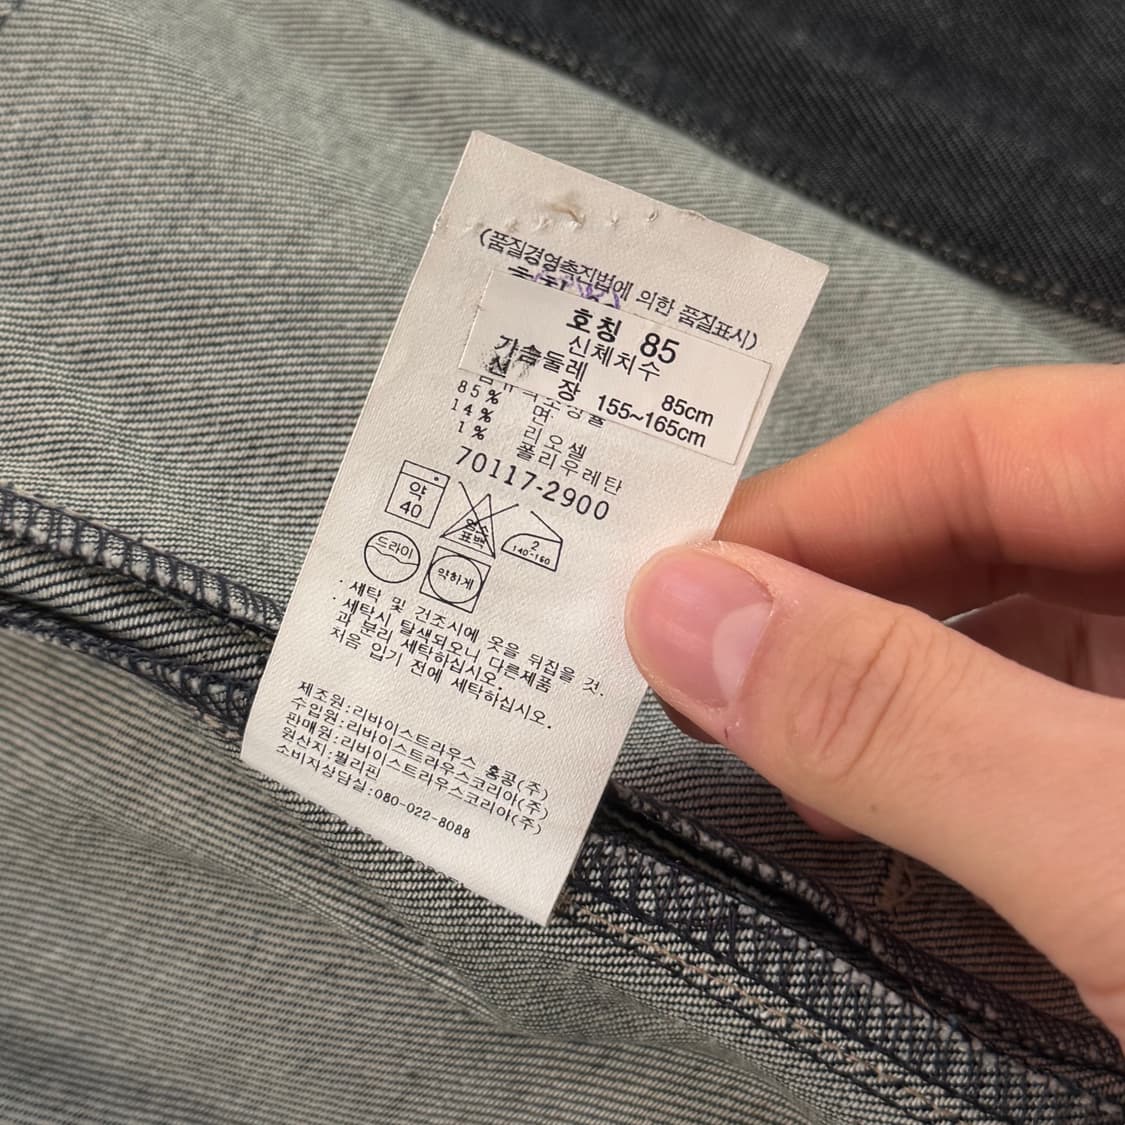 (품질경영촉진법에 의한 품질표시)
호칭 85
신체치수
가슴둘레 85cm
신 장 155~165cm
85% 면
14% 리오셀
1% 폴리우레탄
70117-2900
약 40
염소 표백
2 140-160
드라이
약하게
· 세탁 및 건조시에 옷을 뒤집을 것.
· 세탁시 탈색되오니 다른제품
과 분리 세탁하십시오.
처음 입기 전에 세탁하십시오.
제조원:리바이스트라우스 홍콩(주)
수입원:리바이스트라우스코리아(주)
판매원:리바이스트라우스코리아(주)
원산지:필리핀
소비자상담실:080-022-8088